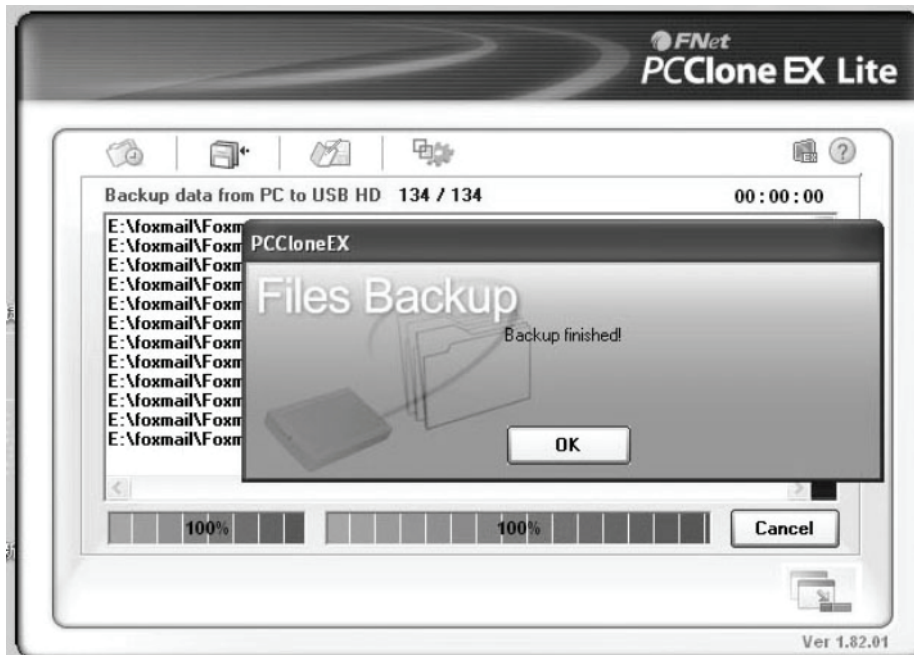 FNet
PCClone EX Lite
Backup data from PC to USB HD 134 / 134 00:00:00
E:\foxmail\Foxm
E:\foxmail\Foxm
E:\foxmail\Foxm
E:\foxmail\Foxm
E:\foxmail\Foxm
E:\foxmail\Foxm
E:\foxmail\Foxm
E:\foxmail\Foxm
E:\foxmail\Foxm
E:\foxmail\Foxm
E:\foxmail\Foxm
E:\foxmail\Foxm
PCCloneEX
Files Backup
Backup finished!
OK
100% 100% Cancel
Ver 1.82.01